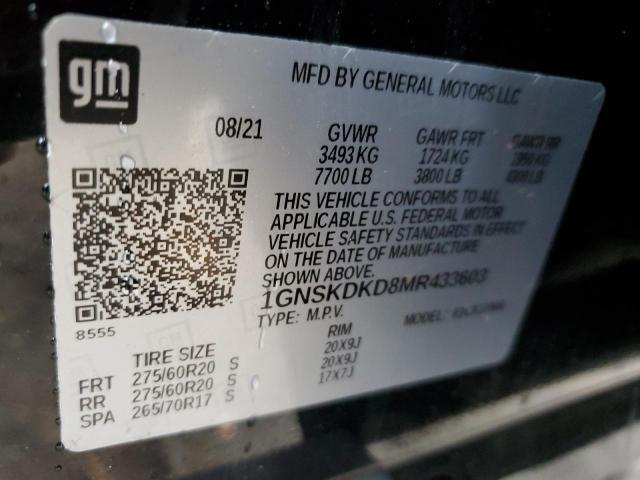 gm
MFD BY GENERAL MOTORS LLC
08/21 GVWR GAWR FRT
3493 KG 1724 KG KG
7700 LB 3800 LB LB
THIS VEHICLE CONFORMS TO ALL
APPLICABLE U.S. FEDERAL MOTOR
VEHICLE SAFETY STANDARDS IN EFFECT
ON THE DATE OF MANUFACTURE
SHOWN ABOVE.
1GNSKDKD8MR433603
TYPE: M.P.V. MODEL:
8555
TIRE SIZE RIM
FRT 275/60R20 S 20X9J
RR 275/60R20 S 20X9J
SPA 265/70R17 S 17X7J